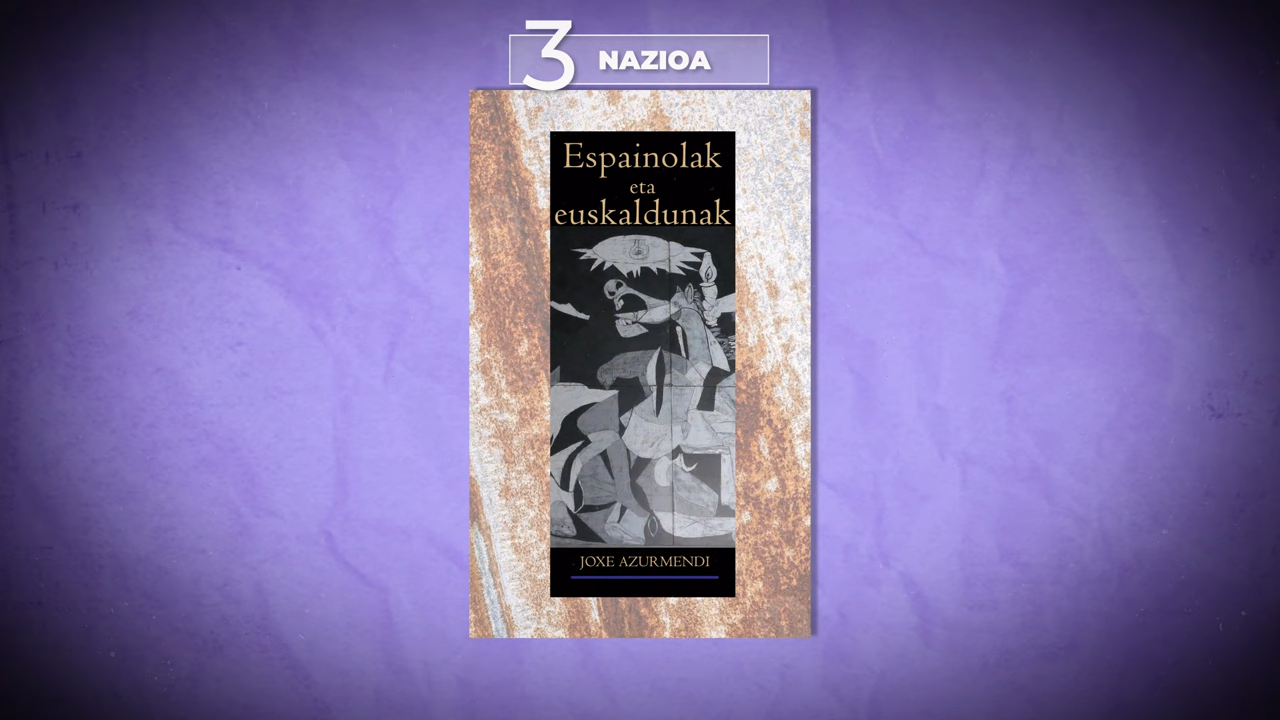 3 NAZIOA
Espainolak
eta
euskaldunak
JOXE AZURMENDI